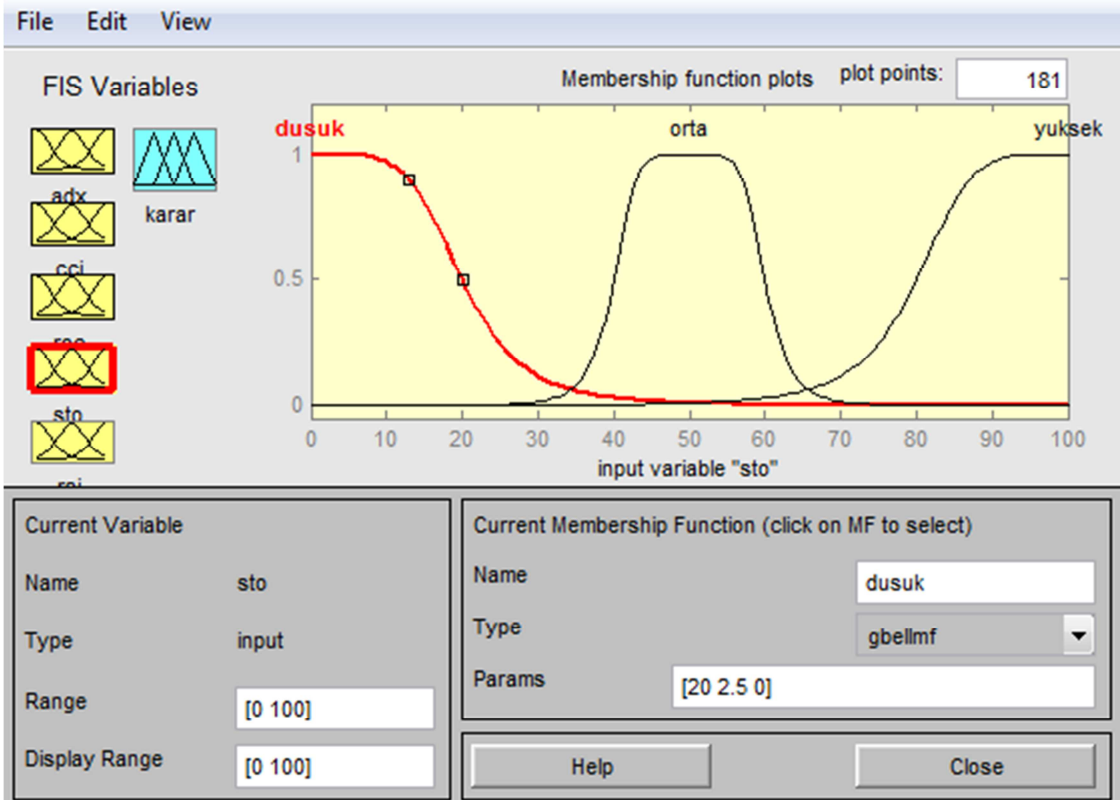 File Edit View
FIS Variables
Membership function plots plot points: 181
adx
karar
cci
sto
dusuk orta yuksek
1
0.5
0
0 10 20 30 40 50 60 70 80 90 100
input variable "sto"
Current Variable
Name sto
Type input
Range [0 100]
Display Range [0 100]
Current Membership Function (click on MF to select)
Name dusuk
Type gbellmf
Params [20 2.5 0]
Help Close